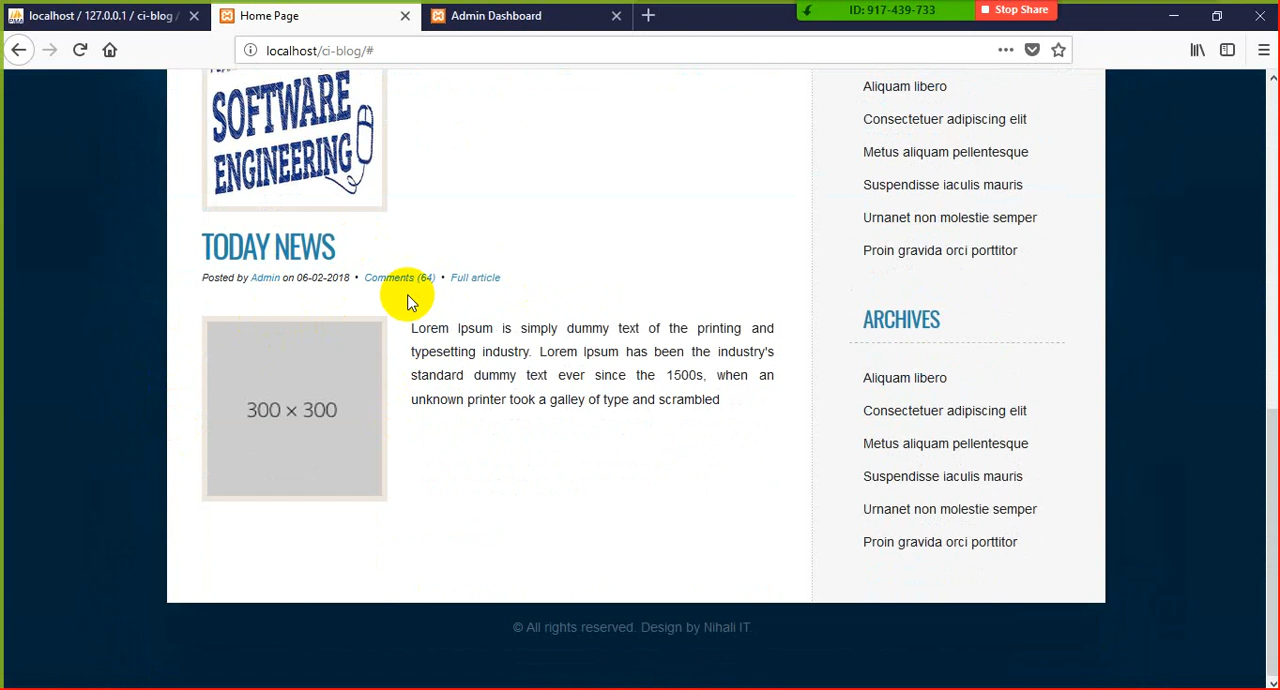 localhost / 127.0.0.1 / ci-blog /
Home Page
Admin Dashboard
ID: 917-439-733
Stop Share
localhost/ci-blog/#
SOFTWARE
ENGINEERING
TODAY NEWS
Posted by Admin on 06-02-2018 • Comments (64) • Full article
300 × 300
Lorem Ipsum is simply dummy text of the printing and
typesetting industry. Lorem Ipsum has been the industry's
standard dummy text ever since the 1500s, when an
unknown printer took a galley of type and scrambled
Aliquam libero
Consectetuer adipiscing elit
Metus aliquam pellentesque
Suspendisse iaculis mauris
Urnanet non molestie semper
Proin gravida orci porttitor
ARCHIVES
Aliquam libero
Consectetuer adipiscing elit
Metus aliquam pellentesque
Suspendisse iaculis mauris
Urnanet non molestie semper
Proin gravida orci porttitor
© All rights reserved. Design by Nihali IT